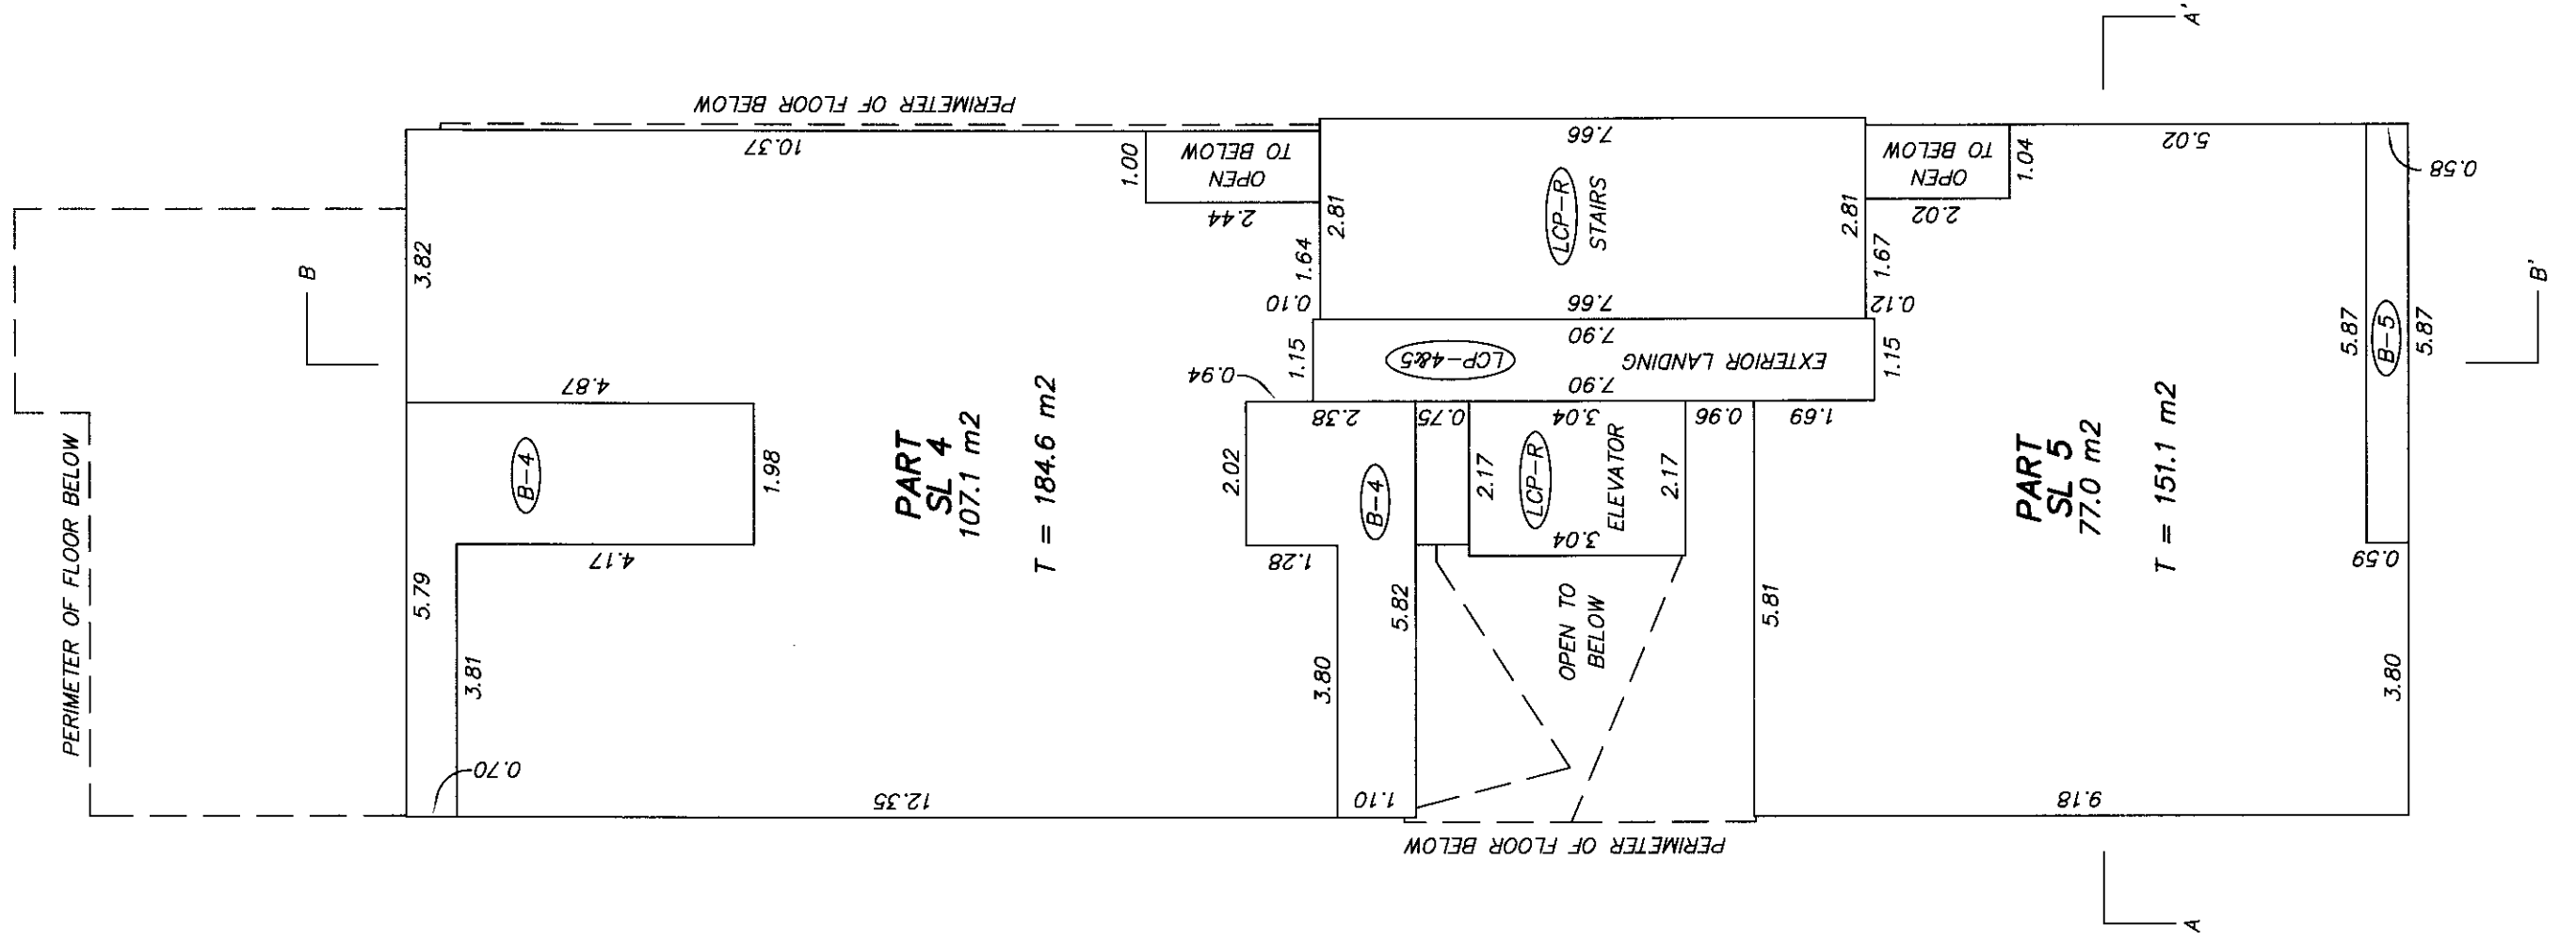 PERIMETER OF FLOOR BELOW
PERIMETER OF FLOOR BELOW
B
3.82
10.37
1.00
OPEN
TO BELOW
2.44
4.87
B-4
1.98
4.17
5.79
3.81
0.70
12.35
PART
SL 4
107.1 m2
T = 184.6 m2
1.64
0.10
2.81
7.66
LCP-R
STAIRS
7.66
2.81
1.67
0.12
OPEN
TO BELOW
2.02
1.04
5.02
0.58
0.94
1.15
7.90
LCP-4&5
EXTERIOR LANDING
7.90
1.15
2.38
2.02
B-4
1.28
3.80
5.82
1.10
0.75
3.04
2.17
LCP-R
ELEVATOR
2.17
3.04
0.96
1.69
OPEN TO
BELOW
5.81
PERIMETER OF FLOOR BELOW
PART
SL 5
77.0 m2
T = 151.1 m2
5.87
B-5
5.87
0.59
3.80
9.18
A
A'
B'